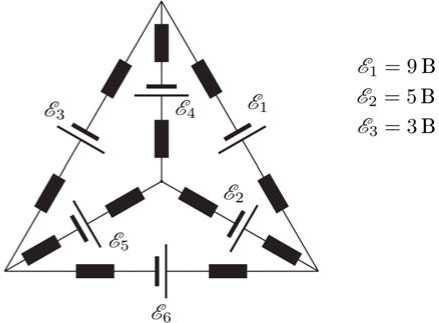 ℰ₃
ℰ₄
ℰ₁
ℰ₂
ℰ₅
ℰ₆
ℰ₁ = 9 В
ℰ₂ = 5 В
ℰ₃ = 3 В